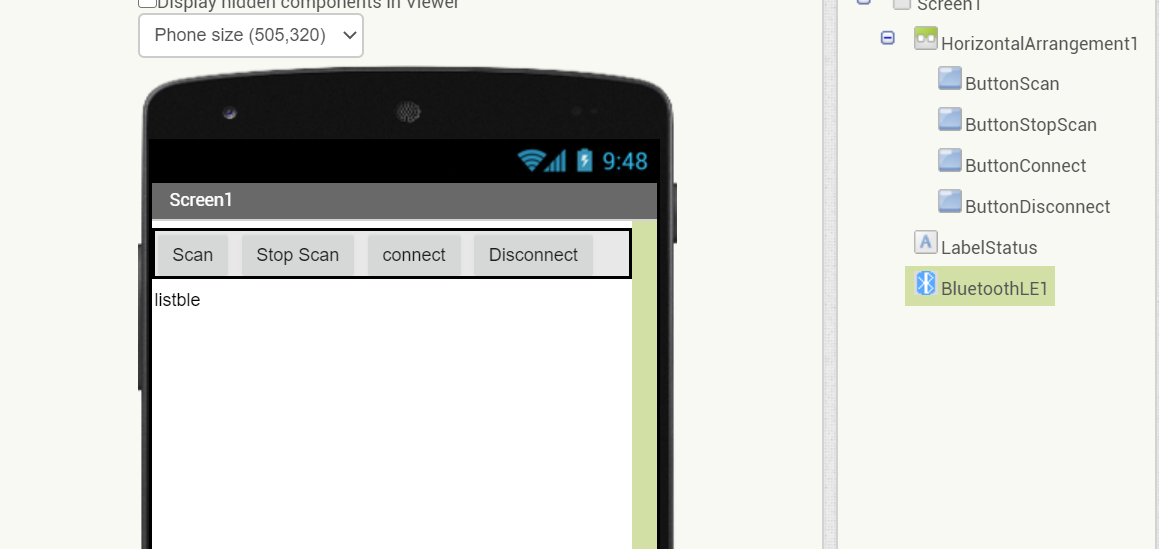 Display hidden components in Viewer
Phone size (505,320)
9:48
Screen1
Scan
Stop Scan
connect
Disconnect
listble
Screen1
HorizontalArrangement1
ButtonScan
ButtonStopScan
ButtonConnect
ButtonDisconnect
A LabelStatus
BluetoothLE1